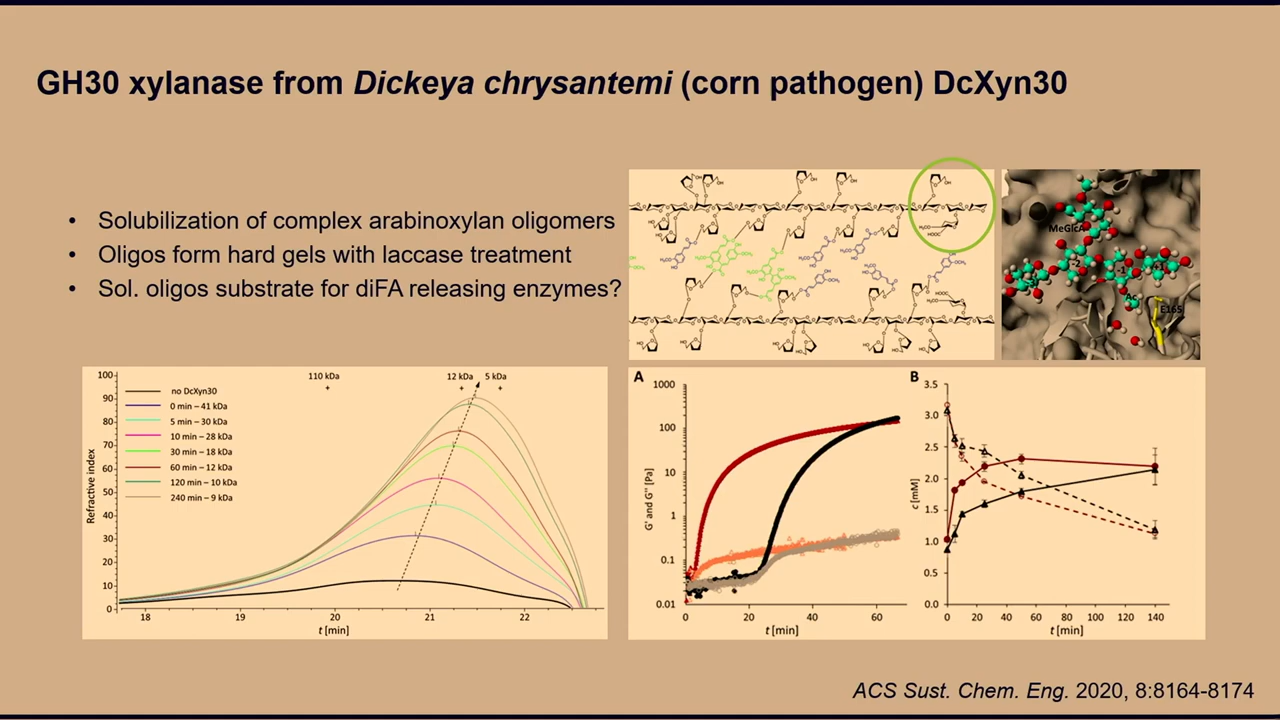 GH30 xylanase from Dickeya chrysantemi (corn pathogen) DcXyn30
• Solubilization of complex arabinoxylan oligomers
• Oligos form hard gels with laccase treatment
• Sol. oligos substrate for diFA releasing enzymes?
MeGlcA
-2
-1
Ac
E165
100
90
80
70
60
50
40
30
20
10
0
Refractive index
110 kDa
12 kDa
5 kDa
no DcXyn30
0 min – 41 kDa
5 min – 30 kDa
10 min – 28 kDa
30 min – 18 kDa
60 min – 12 kDa
120 min – 10 kDa
240 min – 9 kDa
18 19 20 21 22
t [min]
A
1000
100
10
1
0.1
0.01
G' and G'' [Pa]
0 20 40 60
t [min]
B
3.5
3.0
2.5
2.0
1.5
1.0
0.5
0.0
c [mM]
0 20 40 60 80 100 120 140
t [min]
ACS Sust. Chem. Eng. 2020, 8:8164-8174